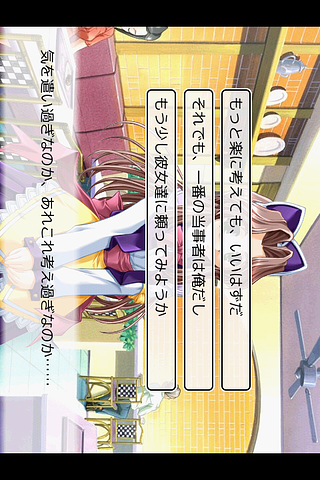 もっと楽に考えても、いいはずだ
それでも、一番の当事者は俺だし
もう少し彼女達に頼ってみようか
気を遣い過ぎなのか、あれこれ考え過ぎなのか……